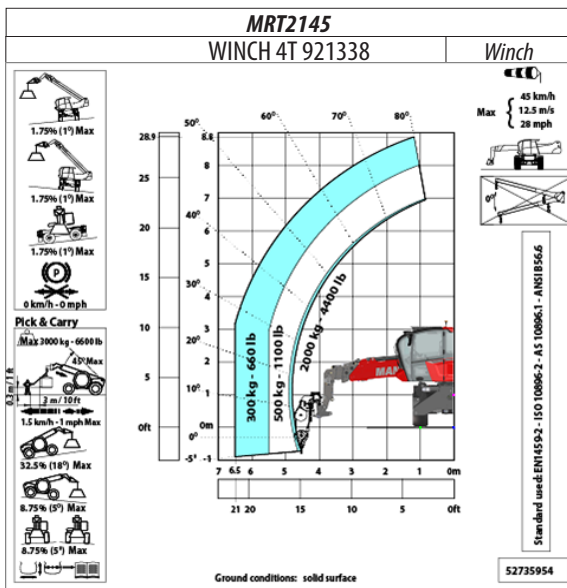 MRT2145
WINCH 4T 921338
Winch
1.75% (1°) Max
1.75% (1°) Max
1.75% (1°) Max
P
0 km/h - 0 mph
Pick & Carry
Max 3000 kg - 6600 lb
45° Max
0.3 m / 1 ft
3 m / 10 ft
1.5 km/h - 1 mph Max
32.5% (18°) Max
8.75% (5°) Max
8.75% (5°) Max
28.9
25
20
15
10
5
0ft
8.8
8
7
6
5
4
3
2
1
0m
-1
50°
60°
70°
80°
40°
30°
20°
10°
0°
-5°
300 kg - 660 lb
500 kg - 1100 lb
2000 kg - 4400 lb
MAN
7 6.5 6 5 4 3 2 1 0m
21 20 15 10 5 0ft
Max
45 km/h
12.5 m/s
28 mph
0°
Standard used: EN1459-2 - ISO 10896-2 - AS 10896.1 - ANSI B56.6
Ground conditions: solid surface
52735954